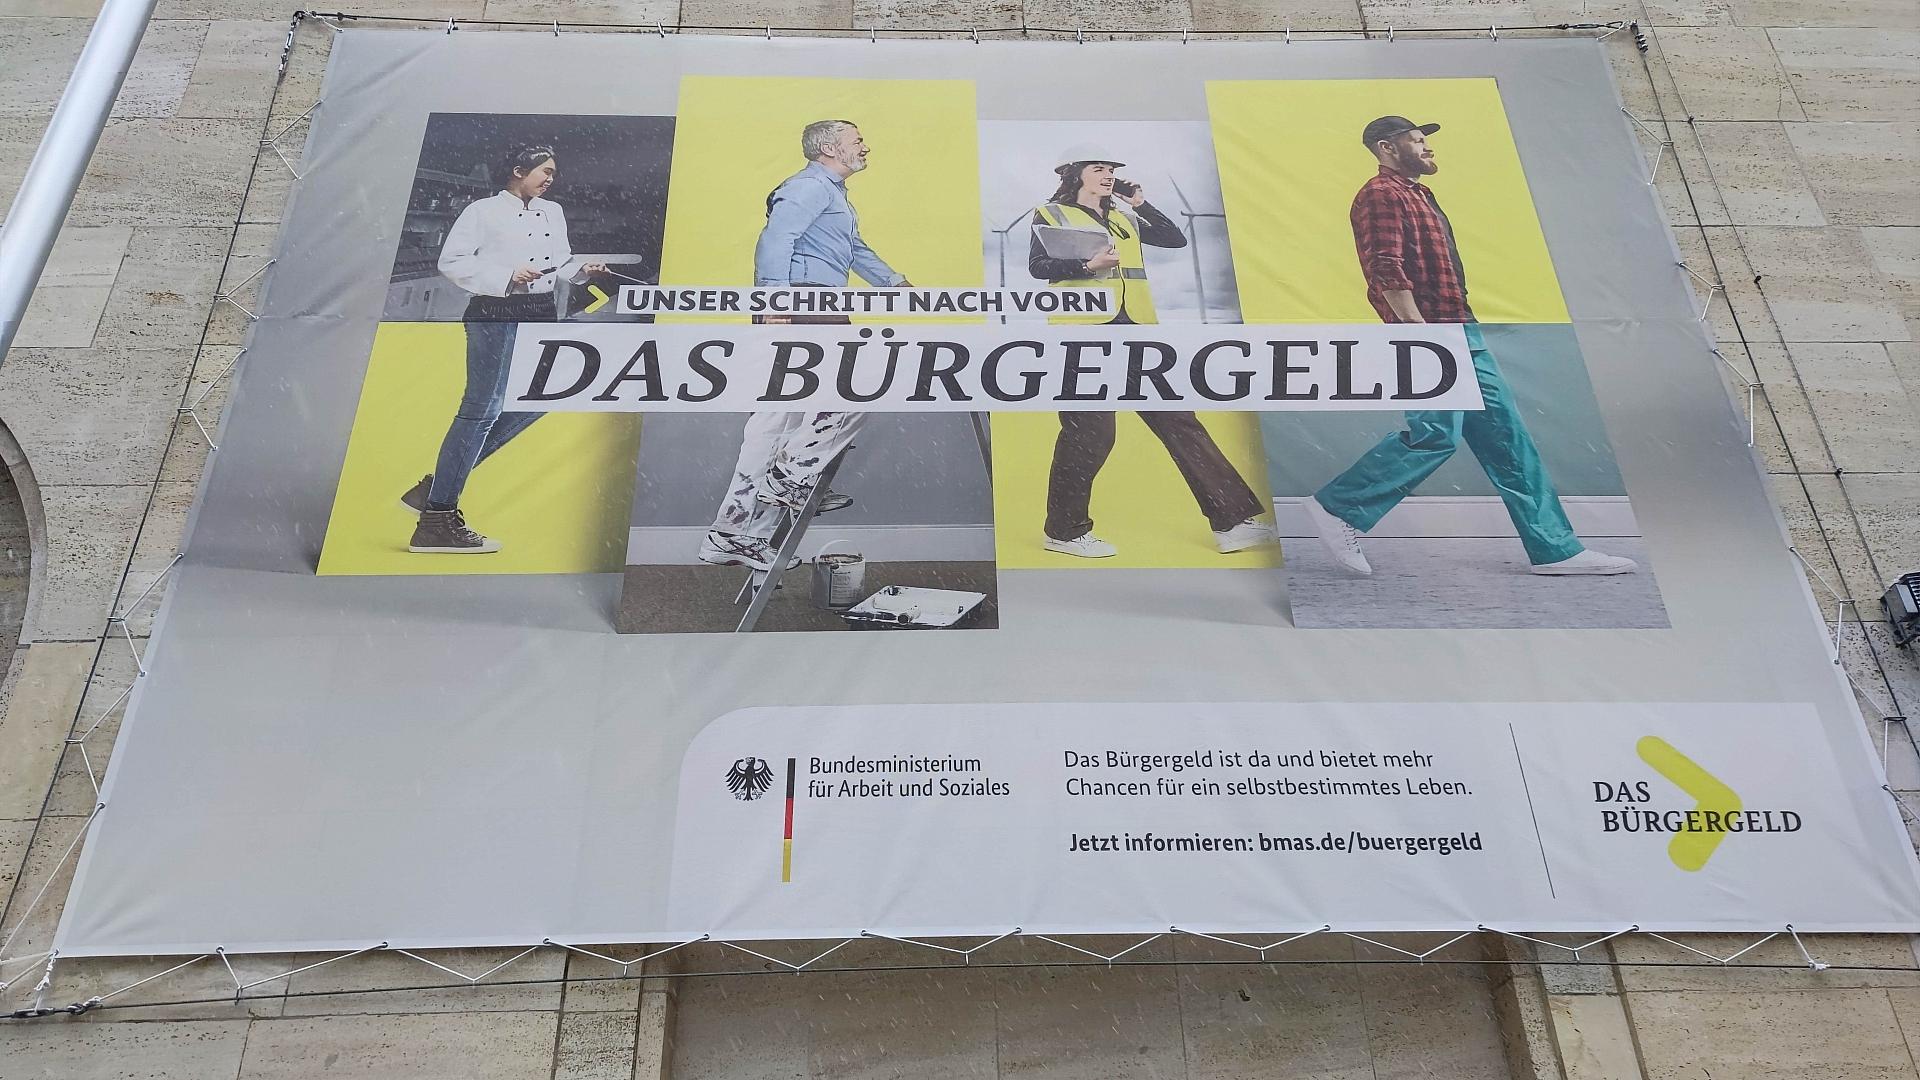 UNSER SCHRITT NACH VORN
DAS BÜRGERGELD
Bundesministerium
für Arbeit und Soziales
Das Bürgergeld ist da und bietet mehr
Chancen für ein selbstbestimmtes Leben.
Jetzt informieren: bmas.de/buergergeld
DAS
BÜRGERGELD